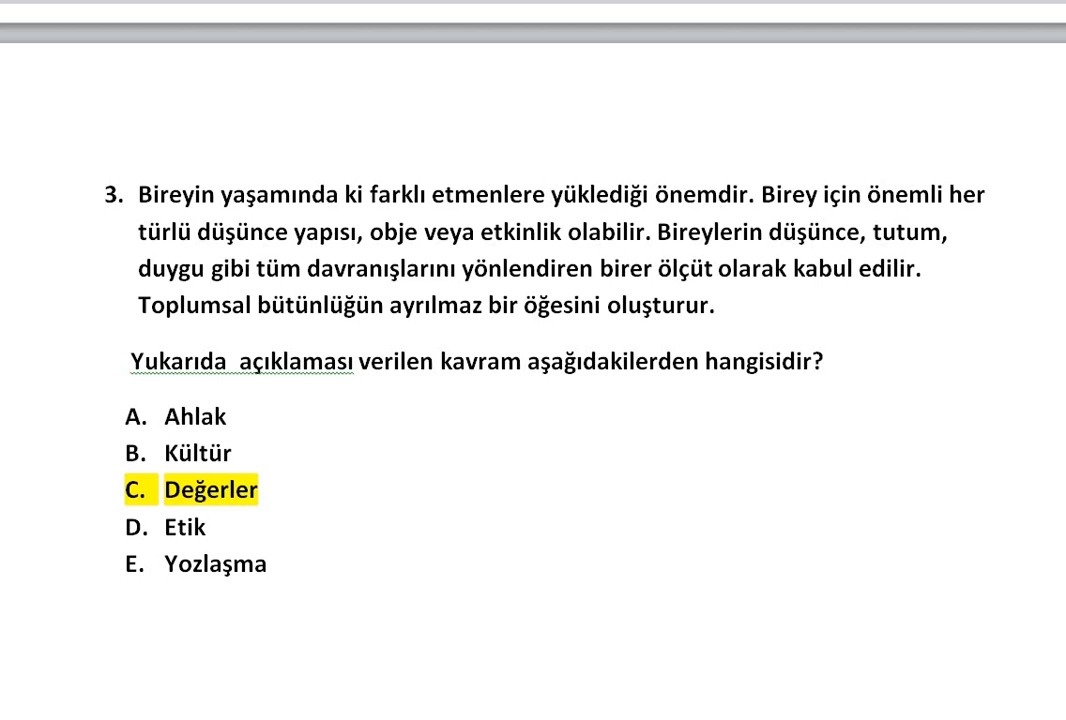 3. Bireyin yaşamında ki farklı etmenlere yüklediği önemdir. Birey için önemli her
türlü düşünce yapısı, obje veya etkinlik olabilir. Bireylerin düşünce, tutum,
duygu gibi tüm davranışlarını yönlendiren birer ölçüt olarak kabul edilir.
Toplumsal bütünlüğün ayrılmaz bir öğesini oluşturur.
Yukarıda açıklaması verilen kavram aşağıdakilerden hangisidir?
A. Ahlak
B. Kültür
C. Değerler
D. Etik
E. Yozlaşma